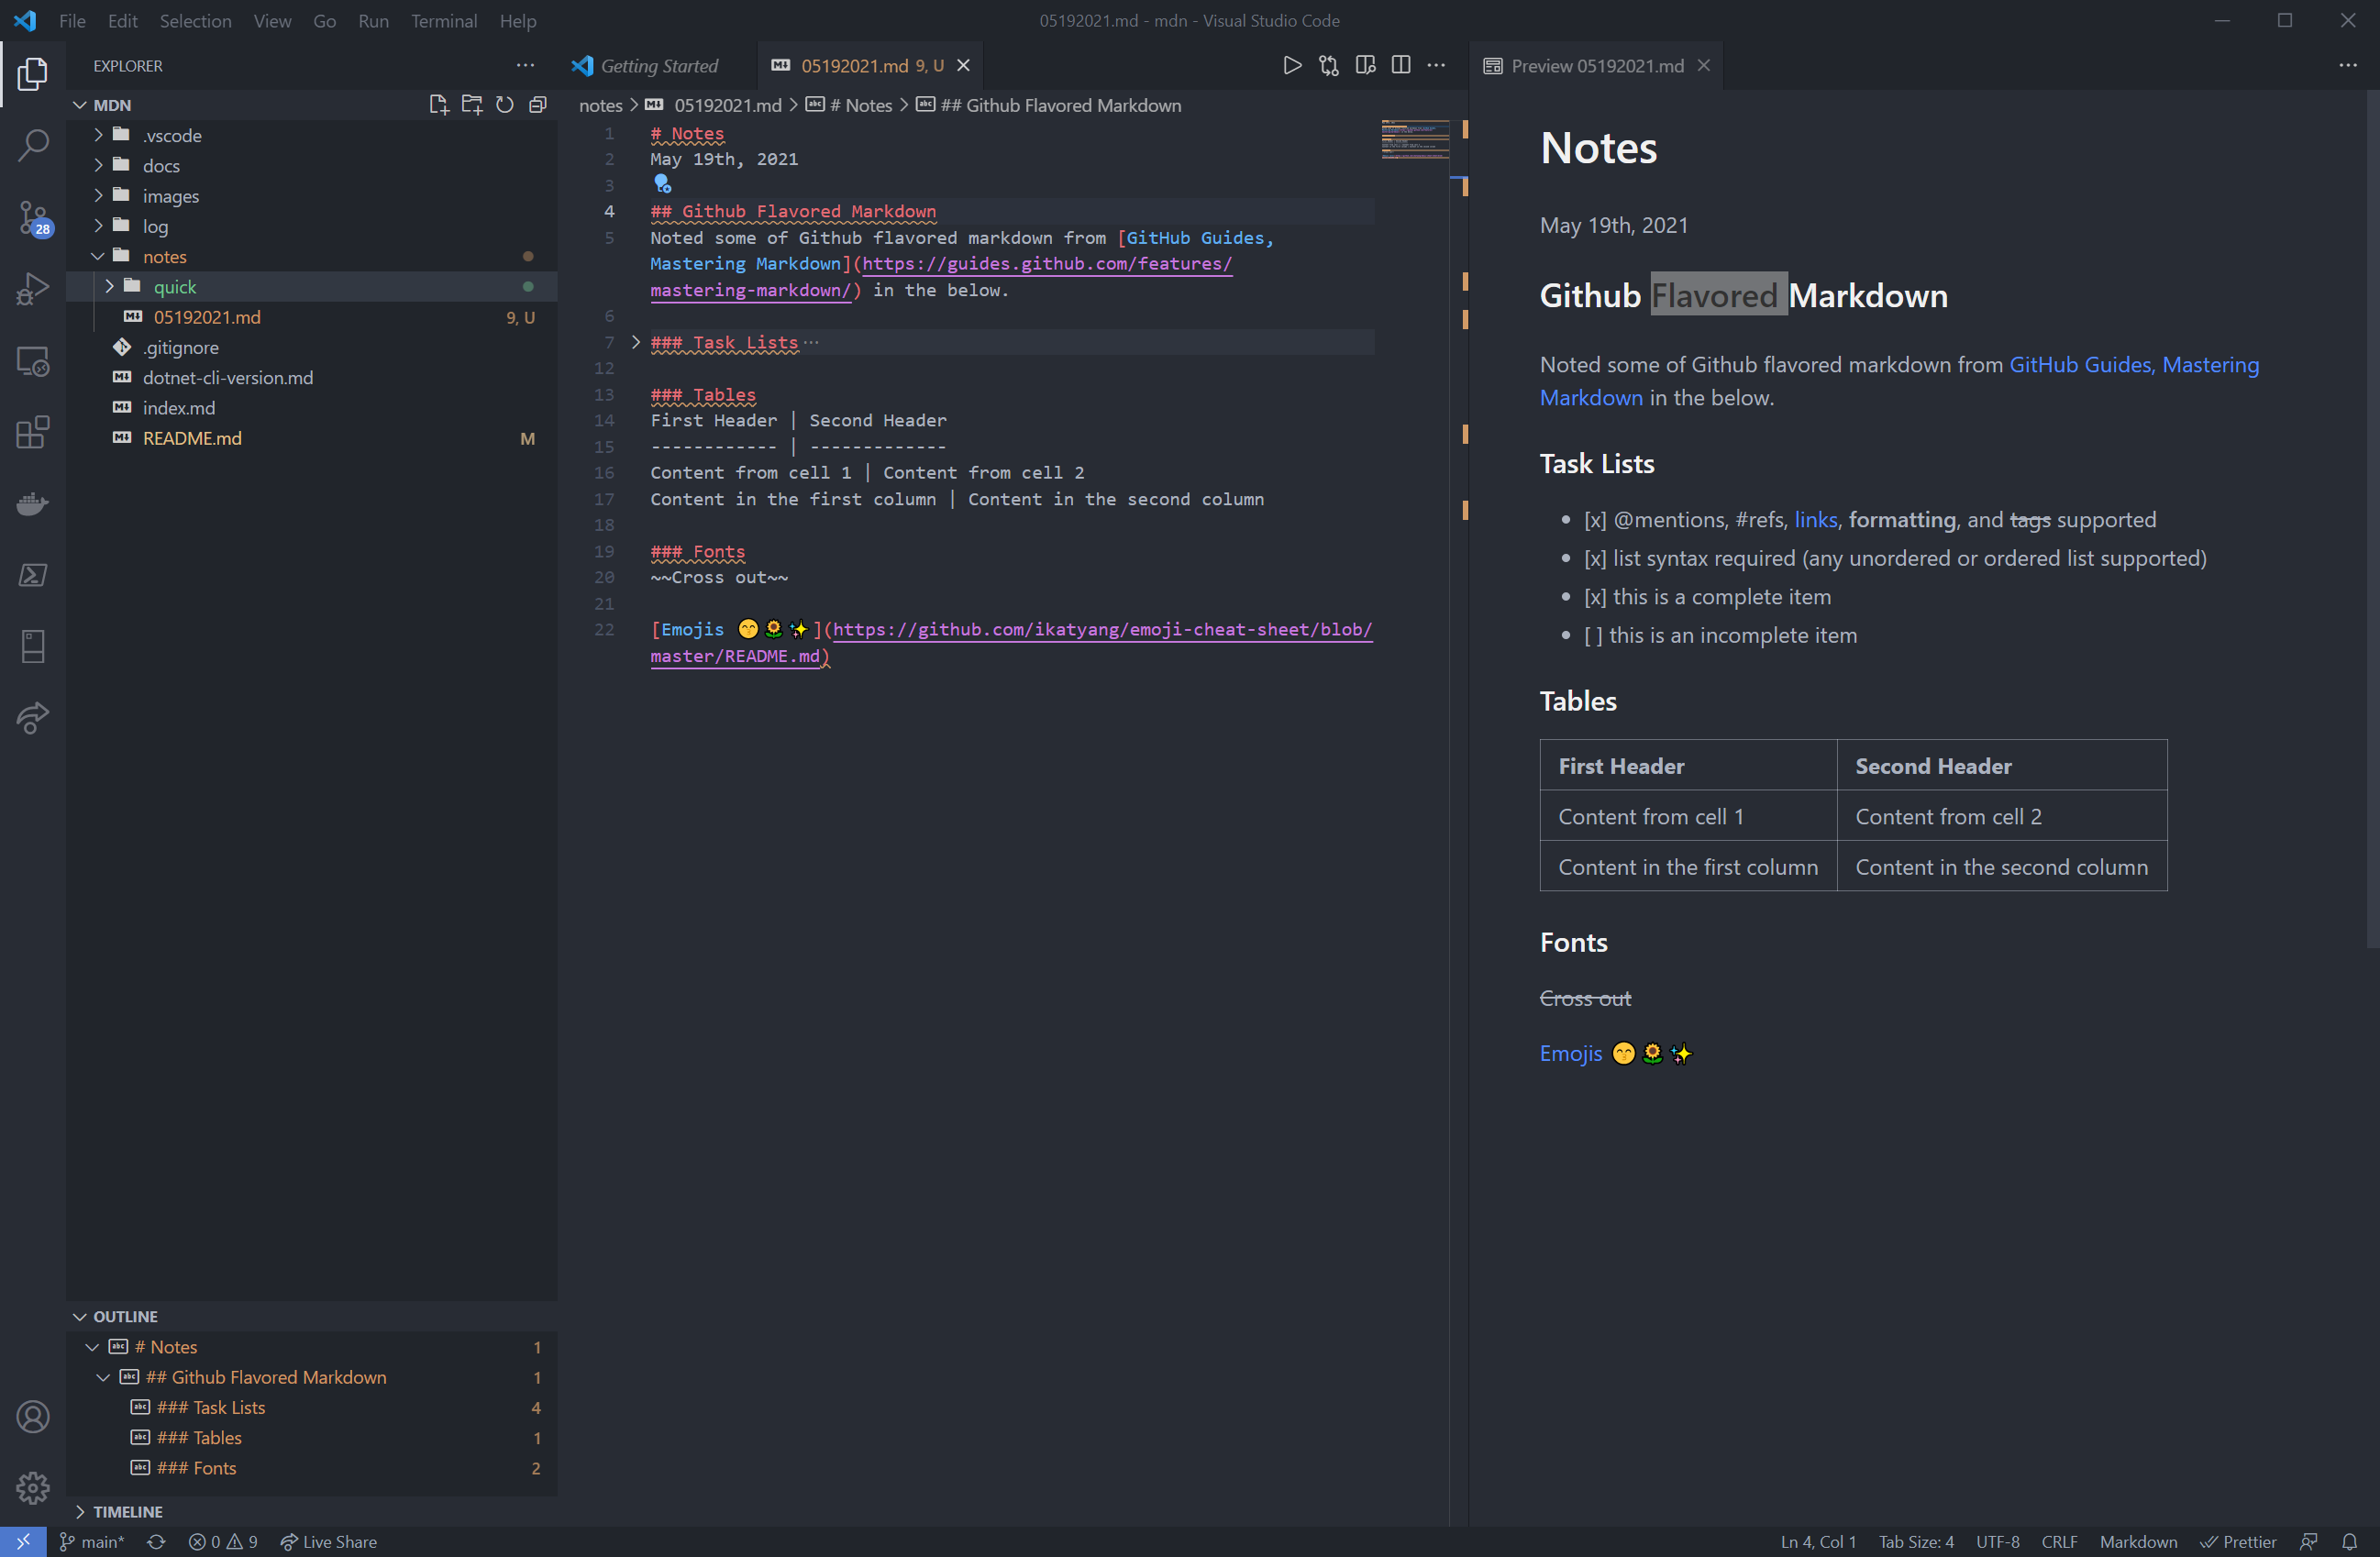 File Edit Selection View Go Run Terminal Help
05192021.md - mdn - Visual Studio Code
EXPLORER
MDN
.vscode
docs
images
log
notes
quick
05192021.md 9, U
.gitignore
dotnet-cli-version.md
index.md
README.md M
28
OUTLINE
# Notes 1
## Github Flavored Markdown 1
### Task Lists 4
### Tables 1
### Fonts 2
TIMELINE
Getting Started
05192021.md 9, U
notes > 05192021.md > # Notes > ## Github Flavored Markdown
1 # Notes
2 May 19th, 2021
3
4 ## Github Flavored Markdown
5 Noted some of Github flavored markdown from [GitHub Guides,
Mastering Markdown](https://guides.github.com/features/
mastering-markdown/) in the below.
6
7 ### Task Lists…
12
13 ### Tables
14 First Header | Second Header
15 ------------ | -------------
16 Content from cell 1 | Content from cell 2
17 Content in the first column | Content in the second column
18
19 ### Fonts
20 ~~Cross out~~
21
22 [Emojis 😙🌻✨](https://github.com/ikatyang/emoji-cheat-sheet/blob/
master/README.md)
Preview 05192021.md
Notes
May 19th, 2021
Github Flavored Markdown
Noted some of Github flavored markdown from GitHub Guides, Mastering
Markdown in the below.
Task Lists
• [x] @mentions, #refs, links, formatting, and tags supported
• [x] list syntax required (any unordered or ordered list supported)
• [x] this is a complete item
• [ ] this is an incomplete item
Tables
First Header Second Header
Content from cell 1 Content from cell 2
Content in the first column Content in the second column
Fonts
Cross out
Emojis 😙🌻✨
main* 0 9 Live Share
Ln 4, Col 1 Tab Size: 4 UTF-8 CRLF Markdown Prettier